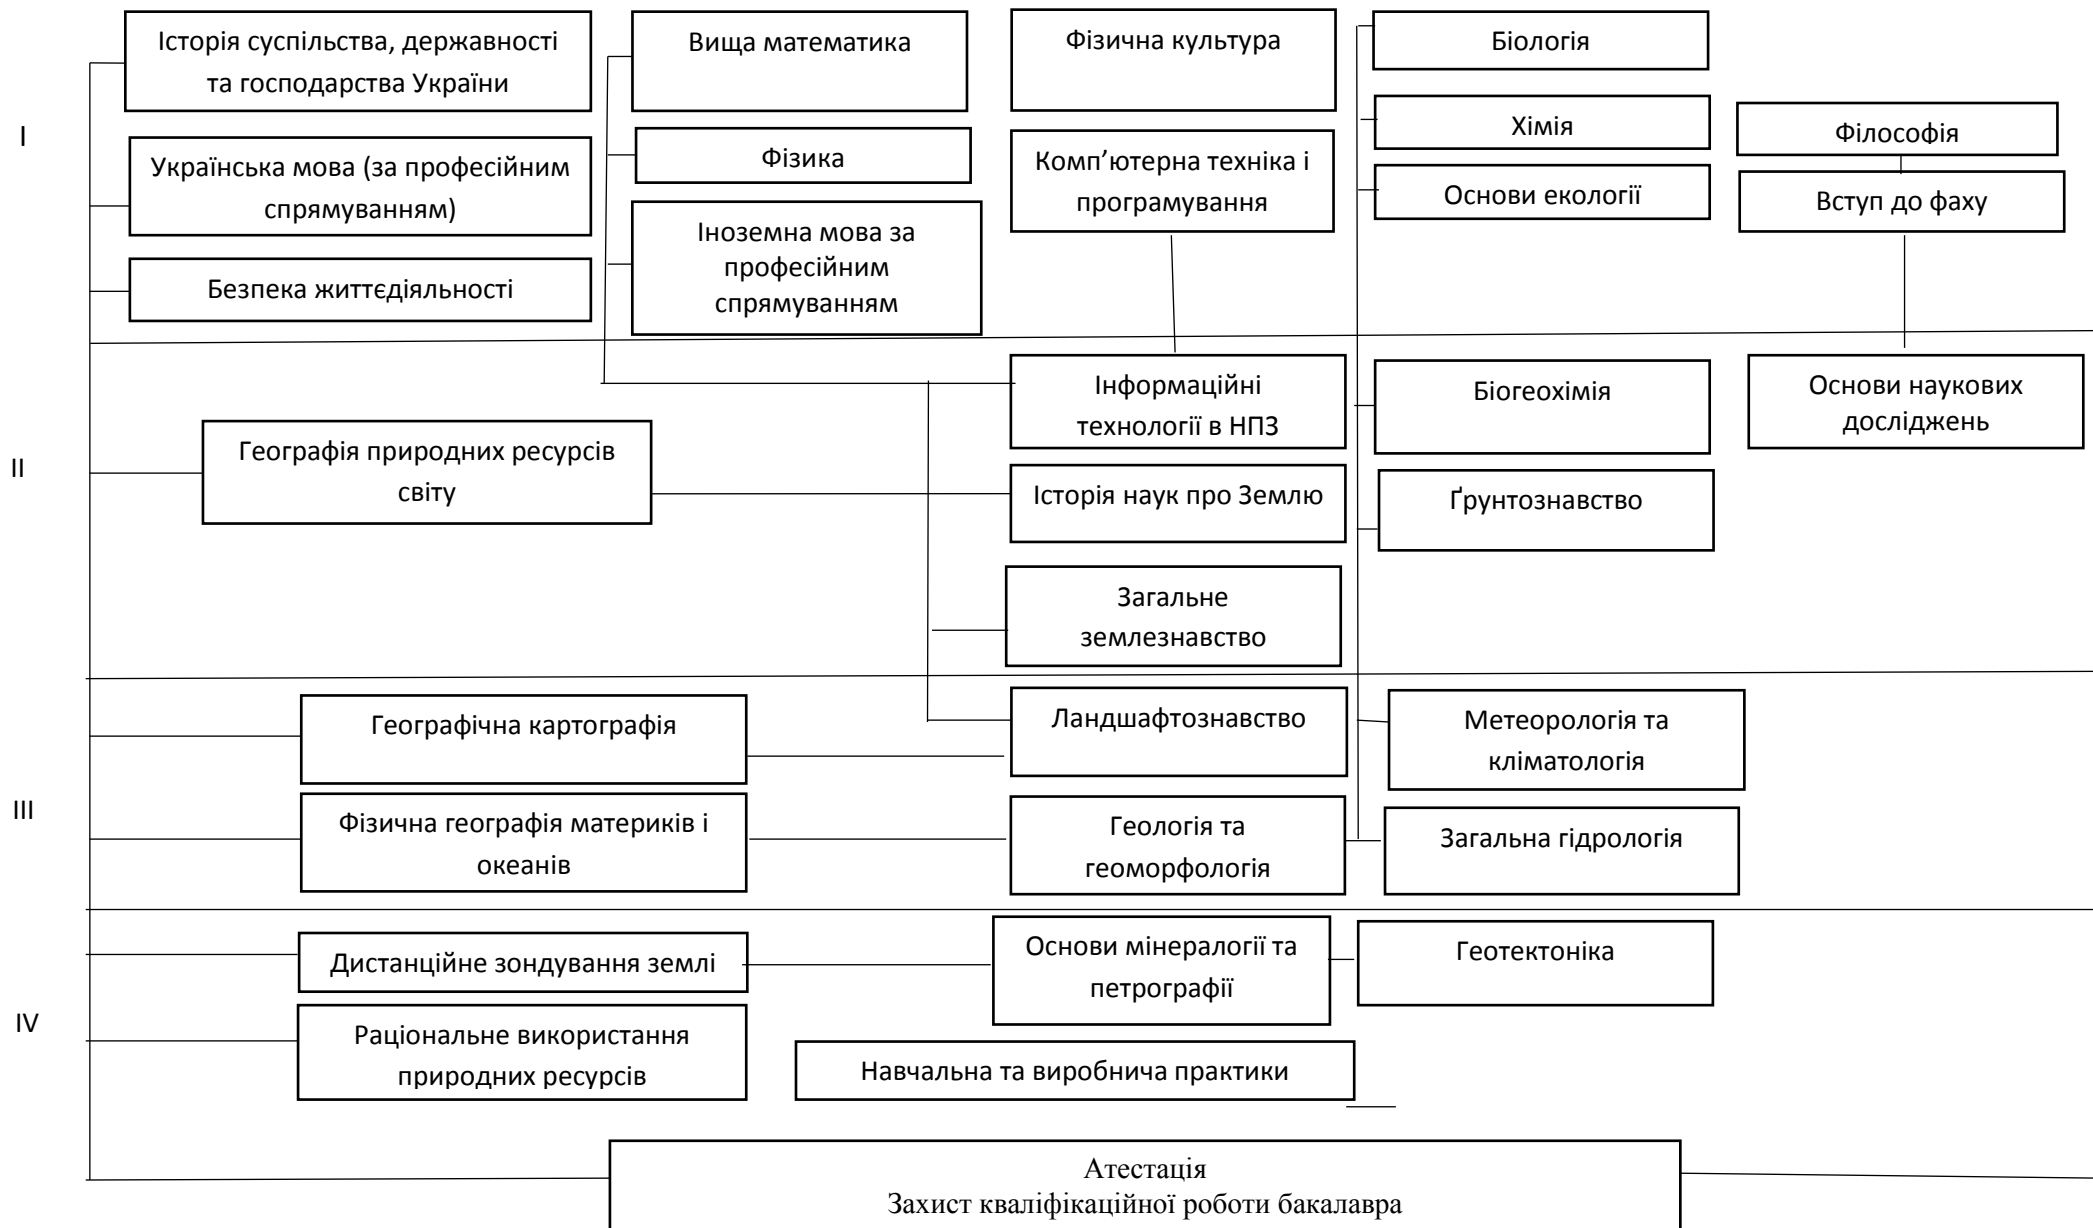 I
Історія суспільства, державності
та господарства України
Українська мова (за професійним
спрямуванням)
Безпека життєдіяльності
Вища математика
Фізика
Іноземна мова за
професійним
спрямуванням
Фізична культура
Комп’ютерна техніка і
програмування
Біологія
Хімія
Основи екології
Філософія
Вступ до фаху
II
Географія природних ресурсів
світу
Інформаційні
технології в НПЗ
Історія наук про Землю
Загальне
землезнавство
Біогеохімія
Ґрунтознавство
Основи наукових
досліджень
III
Географічна картографія
Фізична географія материків і
океанів
Ландшафтознавство
Геологія та
геоморфологія
Метеорологія та
кліматологія
Загальна гідрологія
IV
Дистанційне зондування землі
Раціональне використання
природних ресурсів
Основи мінералогії та
петрографії
Геотектоніка
Навчальна та виробнича практики
Атестація
Захист кваліфікаційної роботи бакалавра